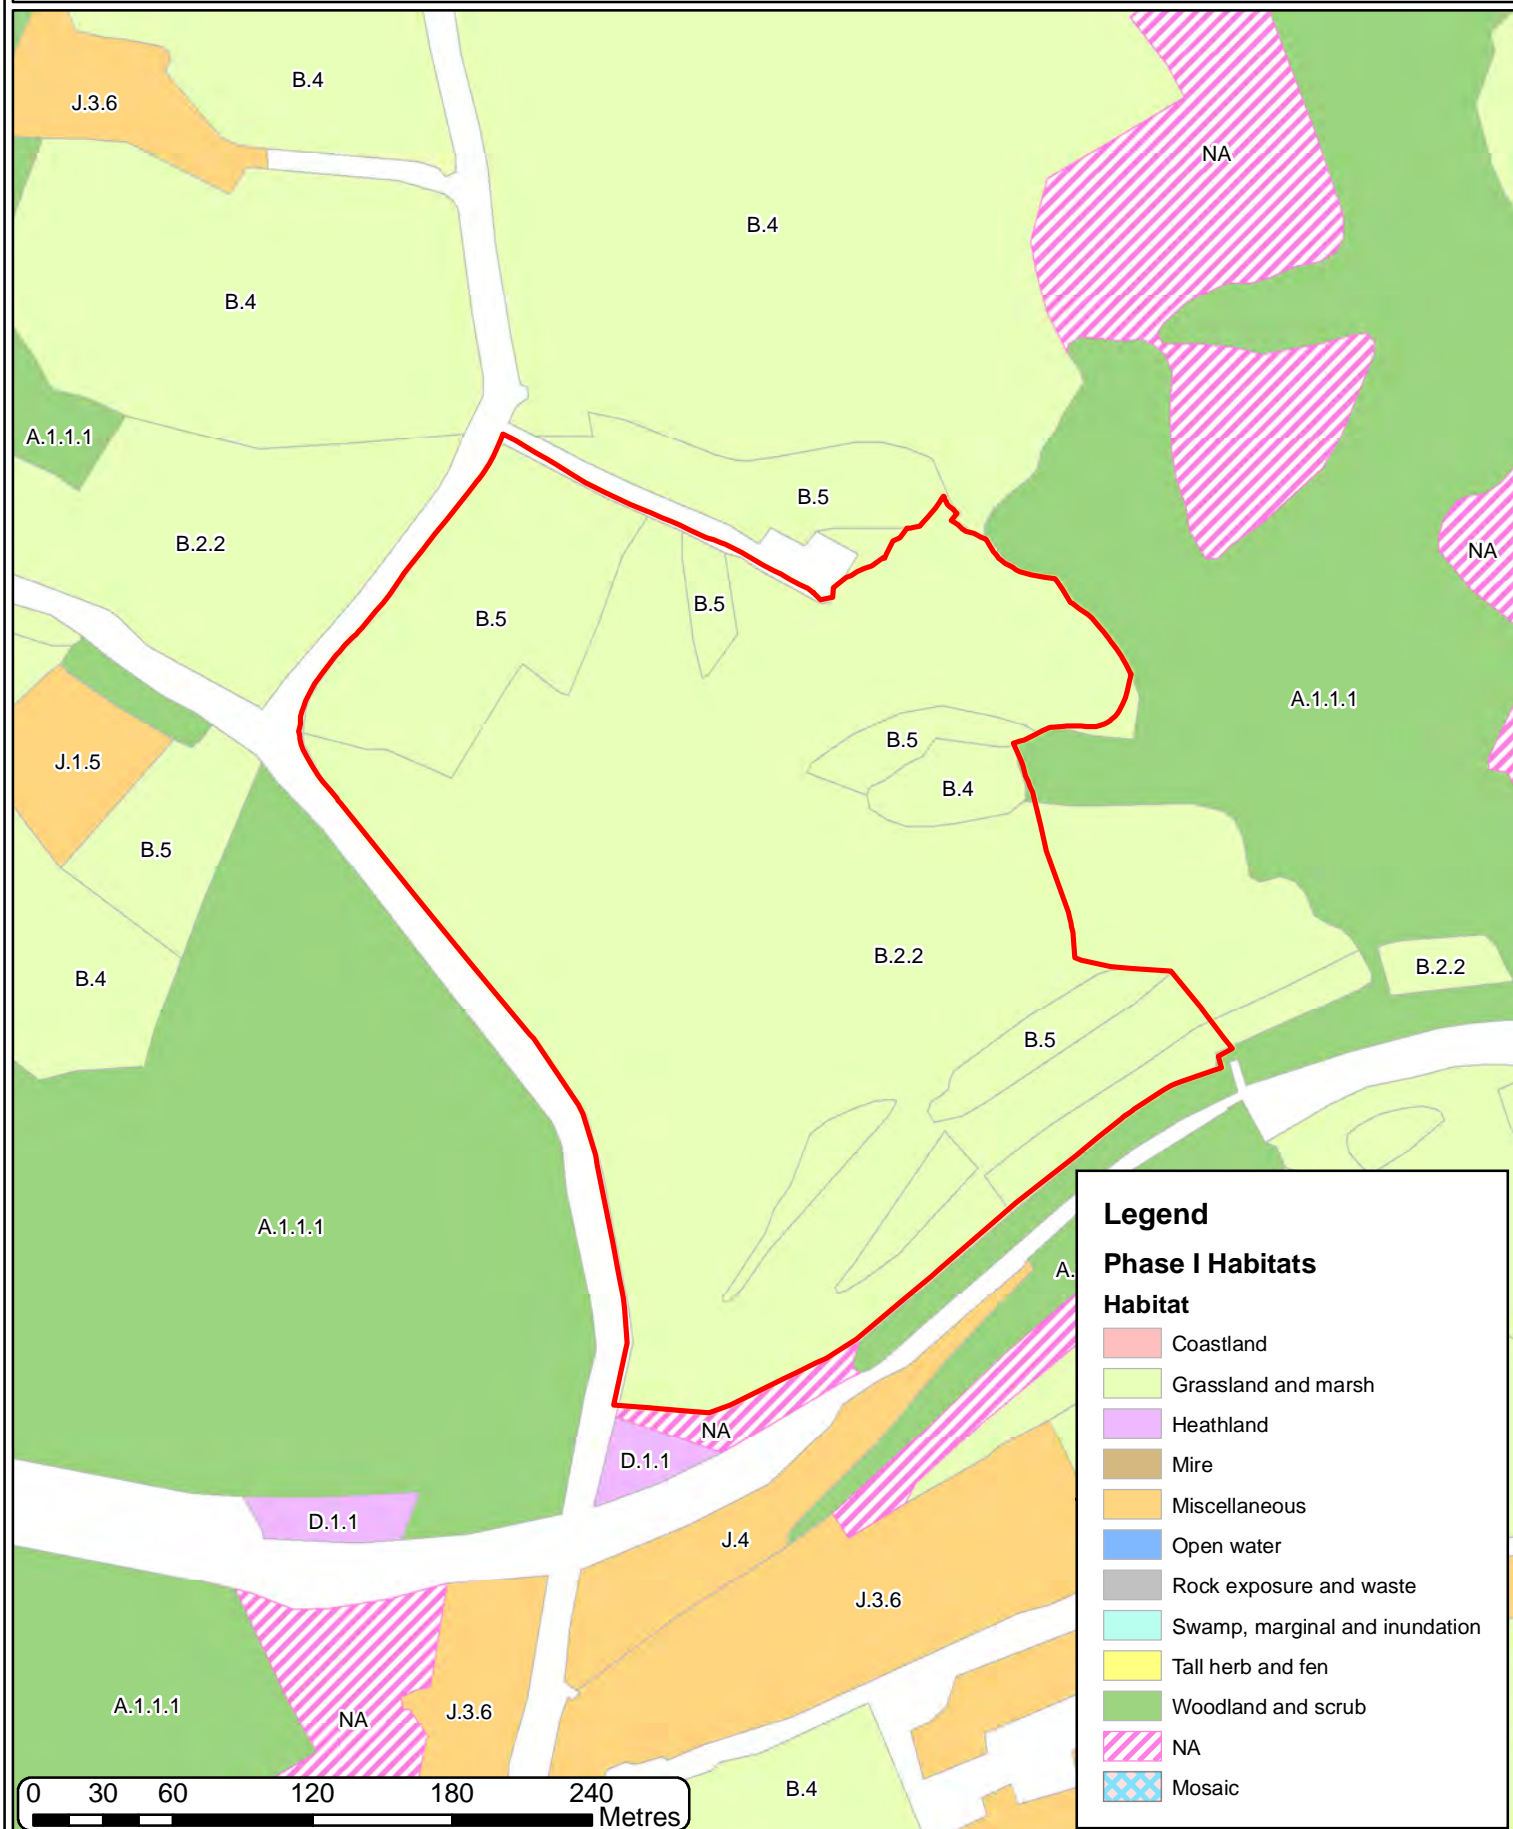 B.4
J.3.6
NA
B.4
B.4
A.1.1.1
B.5
B.2.2
NA
B.5
B.5
A.1.1.1
B.5
J.1.5
B.4
B.5
B.2.2
B.2.2
B.4
B.5
A.1.1.1
A.
NA
D.1.1
D.1.1
J.4
J.3.6
A.1.1.1
NA
J.3.6
B.4
0 30 60 120 180 240
Metres
Legend
Phase I Habitats
Habitat
Coastland
Grassland and marsh
Heathland
Mire
Miscellaneous
Open water
Rock exposure and waste
Swamp, marginal and inundation
Tall herb and fen
Woodland and scrub
NA
Mosaic